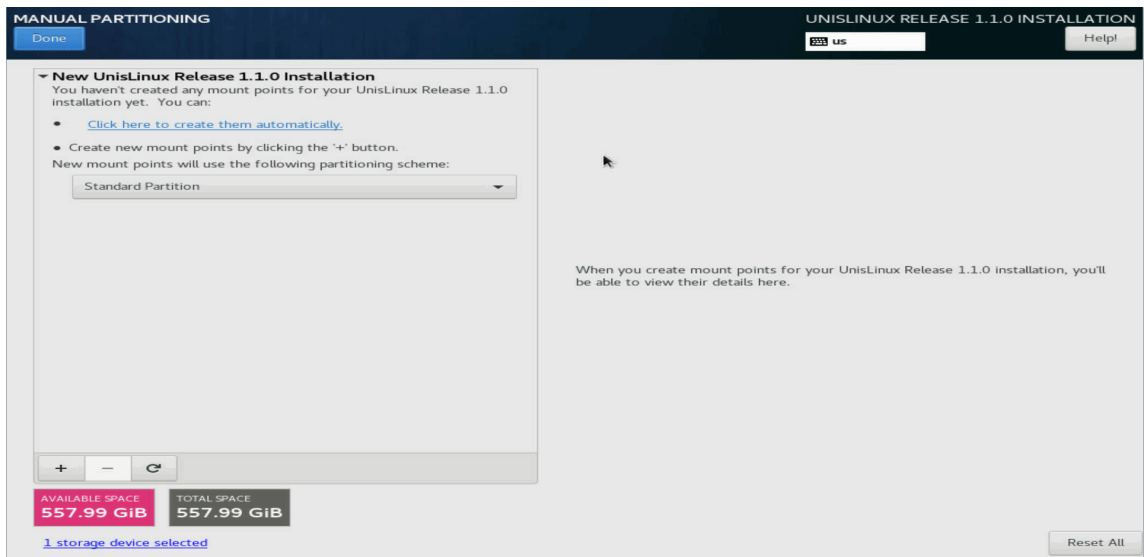 MANUAL PARTITIONING
UNISLINUX RELEASE 1.1.0 INSTALLATION
Done
us
Help!
New UnisLinux Release 1.1.0 Installation
You haven't created any mount points for your UnisLinux Release 1.1.0
installation yet.  You can:
• Click here to create them automatically.
• Create new mount points by clicking the '+' button.
New mount points will use the following partitioning scheme:
Standard Partition
When you create mount points for your UnisLinux Release 1.1.0 installation, you'll
be able to view their details here.
+ −
AVAILABLE SPACE
557.99 GiB
TOTAL SPACE
557.99 GiB
1 storage device selected
Reset All